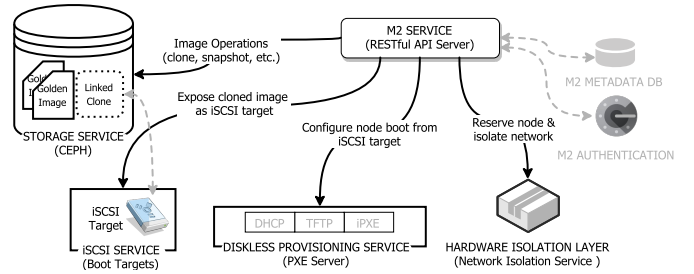 M2 SERVICE
(RESTful API Server)
Image Operations
(clone, snapshot, etc.)
Golden
Image
Linked
Clone
STORAGE SERVICE
(CEPH)
Expose cloned image
as iSCSI target
Configure node boot from
iSCSI target
Reserve node &
isolate network
M2 METADATA DB
M2 AUTHENTICATION
iSCSI
Target
iSCSI SERVICE
(Boot Targets)
DHCP TFTP iPXE
DISKLESS PROVISIONING SERVICE
(PXE Server)
HARDWARE ISOLATION LAYER
(Network Isolation Service )